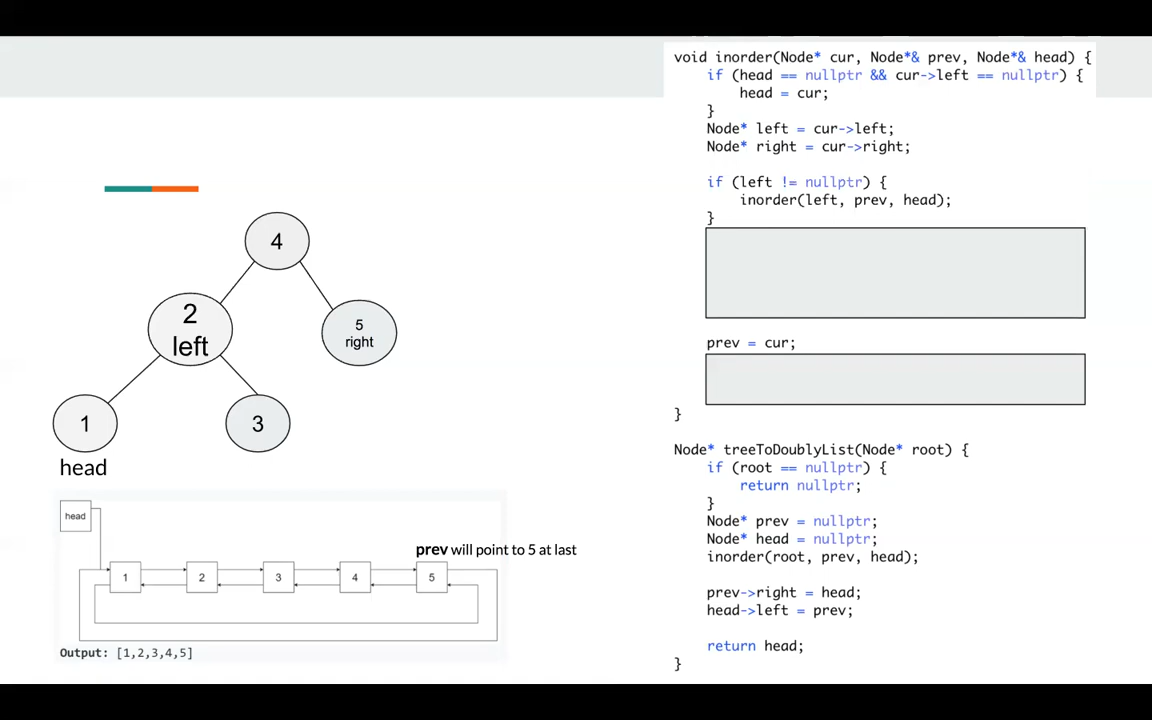 4
2
left
5
right
1
3
head
head
prev will point to 5 at last
1 2 3 4 5
Output: [1,2,3,4,5]
void inorder(Node* cur, Node*& prev, Node*& head) {
if (head == nullptr && cur->left == nullptr) {
head = cur;
}
Node* left = cur->left;
Node* right = cur->right;
if (left != nullptr) {
inorder(left, prev, head);
}
prev = cur;
}
Node* treeToDoublyList(Node* root) {
if (root == nullptr) {
return nullptr;
}
Node* prev = nullptr;
Node* head = nullptr;
inorder(root, prev, head);
prev->right = head;
head->left = prev;
return head;
}